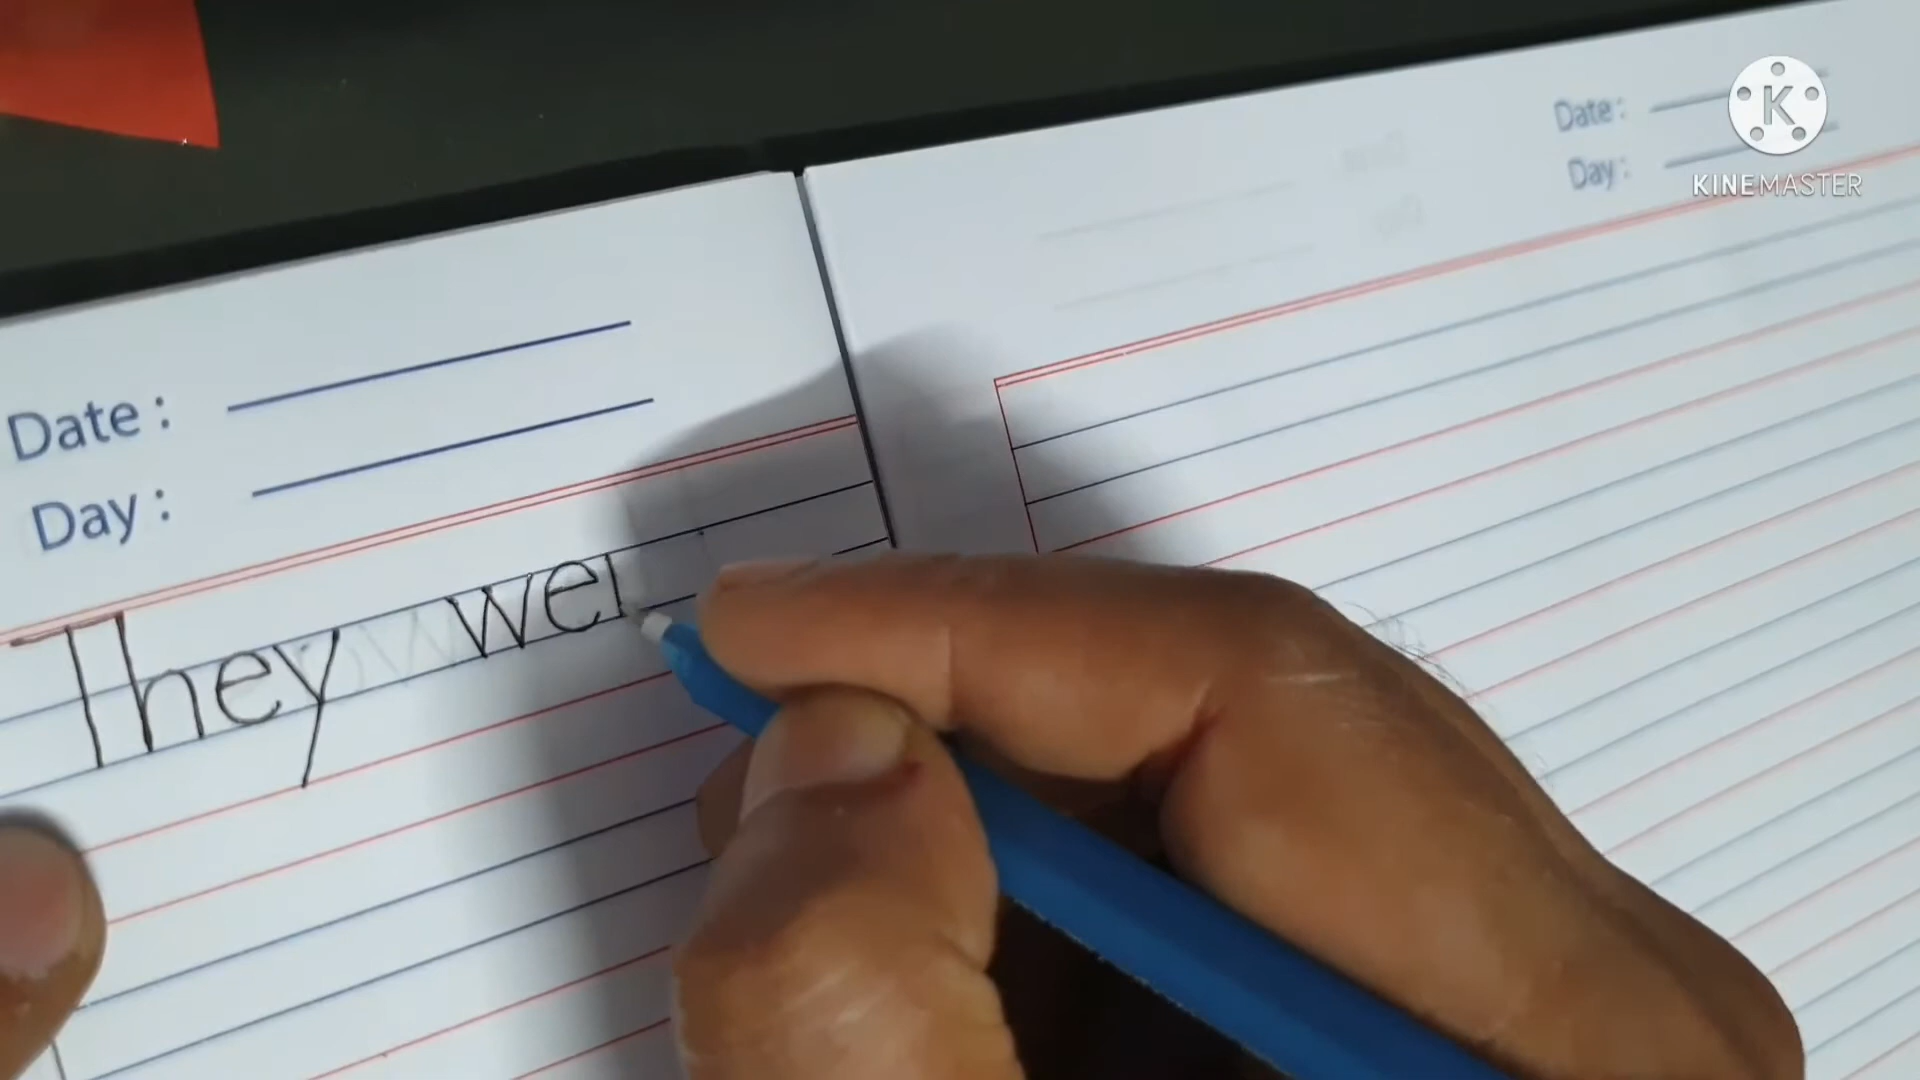 Date :
Day :
They wer
Date :
Day :
KINEMASTER